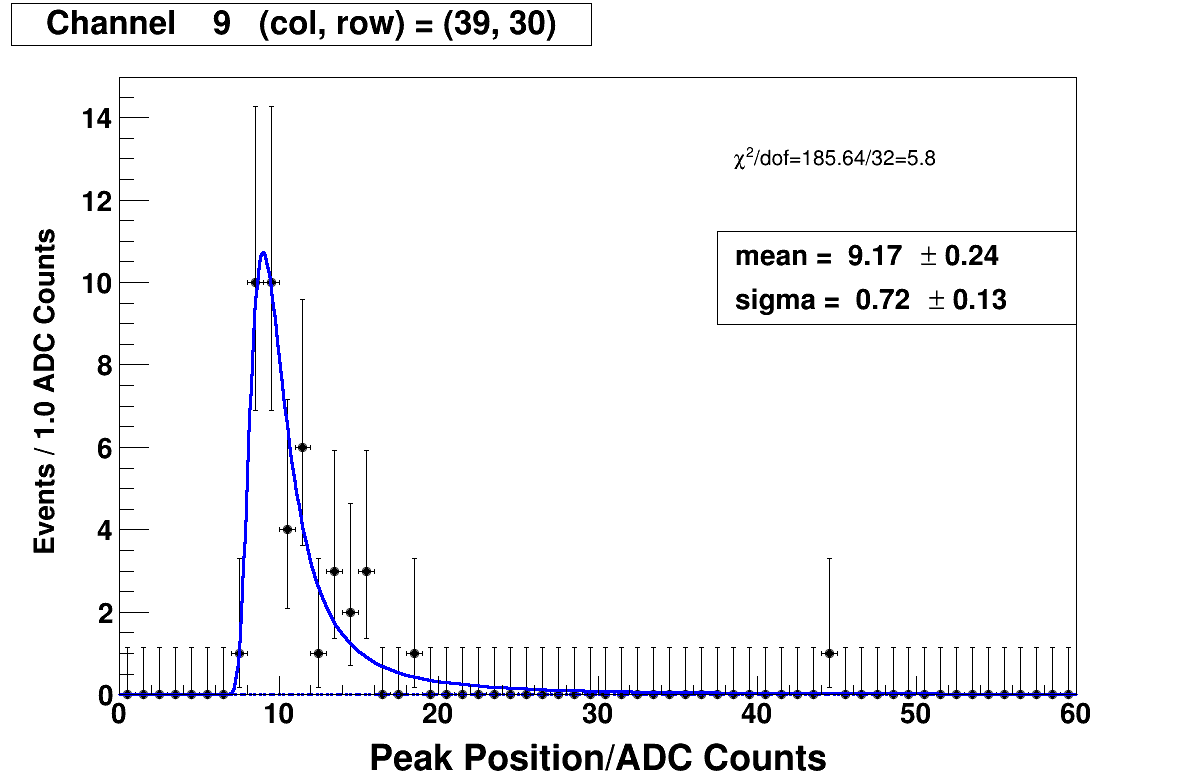 Channel 9 (col, row) = (39, 30)
14
12
10
8
6
4
2
0
Events / 1.0 ADC Counts
χ²/dof=185.64/32=5.8
mean = 9.17 ± 0.24
sigma = 0.72 ± 0.13
0 10 20 30 40 50 60
Peak Position/ADC Counts